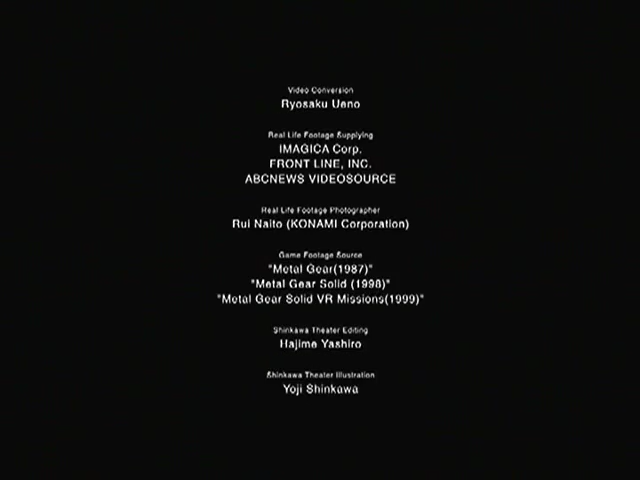 Video Conversion
Ryosaku Ueno
Real Life Footage Supplying
IMAGICA Corp.
FRONT LINE, INC.
ABCNEWS VIDEOSOURCE
Real Life Footage Photographer
Rui Naito (KONAMI Corporation)
Game Footage Source
"Metal Gear(1987)"
"Metal Gear Solid (1998)"
"Metal Gear Solid VR Missions(1999)"
Shinkawa Theater Editing
Hajime Yashiro
Shinkawa Theater Illustration
Yoji Shinkawa